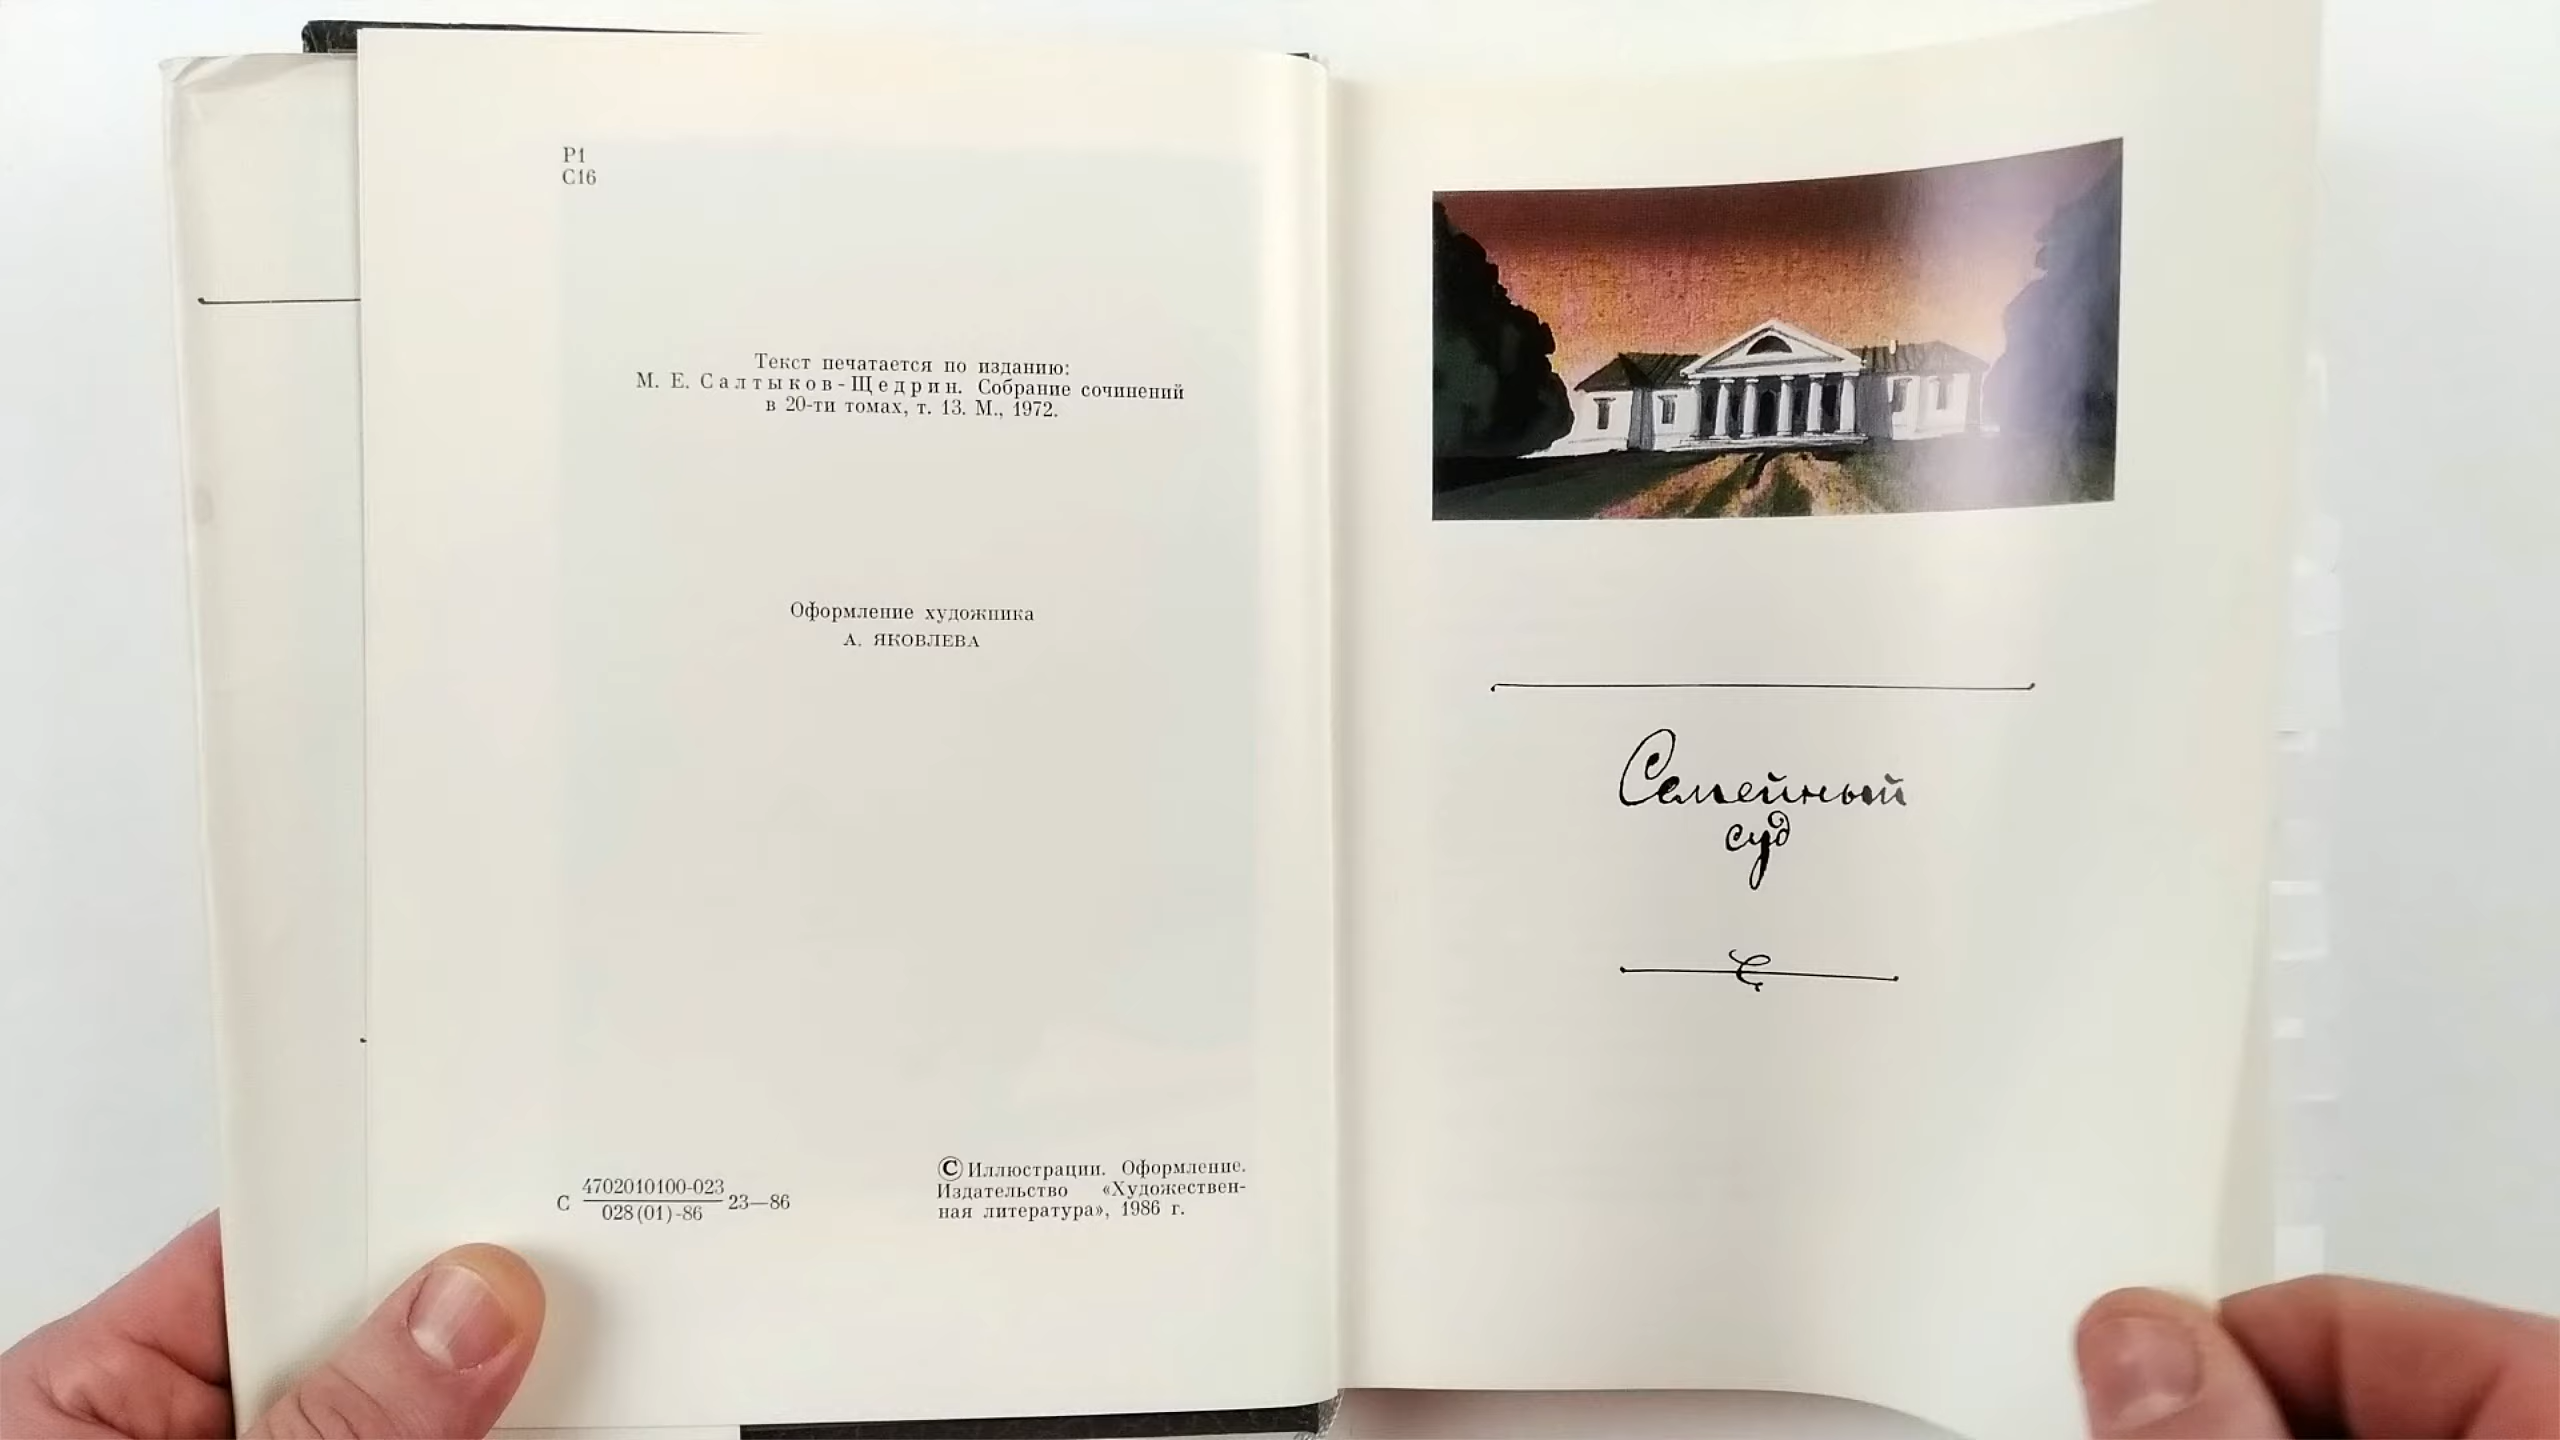 Р1
С16
Текст печатается по изданию:
М. Е. Салтыков-Щедрин. Собрание сочинений
в 20-ти томах, т. 13. М., 1972.
Оформление художника
А. ЯКОВЛЕВА
С 4702010100-023
028(01)-86 23—86
© Иллюстрации. Оформление.
Издательство «Художествен-
ная литература», 1986 г.
Семейный
суд